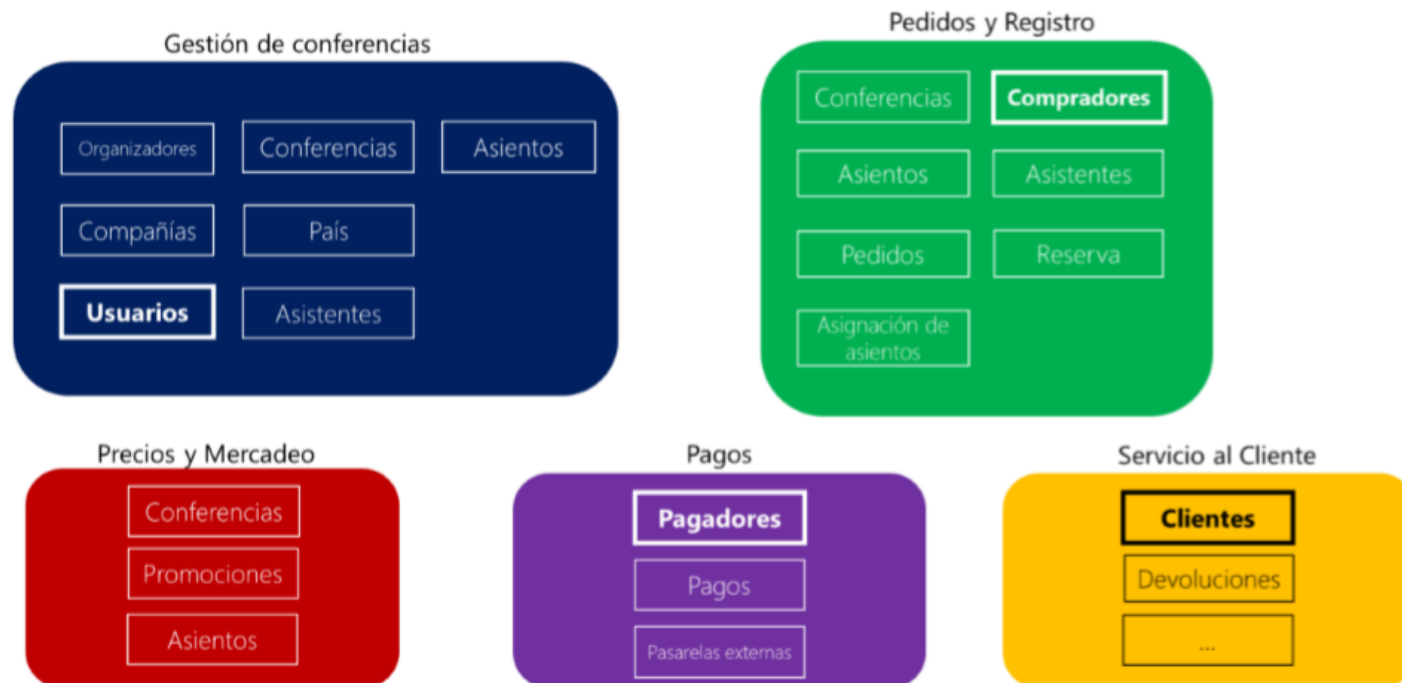 Gestión de conferencias
Organizadores
Conferencias
Asientos
Compañías
País
Usuarios
Asistentes
Pedidos y Registro
Conferencias
Compradores
Asientos
Asistentes
Pedidos
Reserva
Asignación de
asientos
Precios y Mercadeo
Conferencias
Promociones
Asientos
Pagos
Pagadores
Pagos
Pasarelas externas
Servicio al Cliente
Clientes
Devoluciones
...